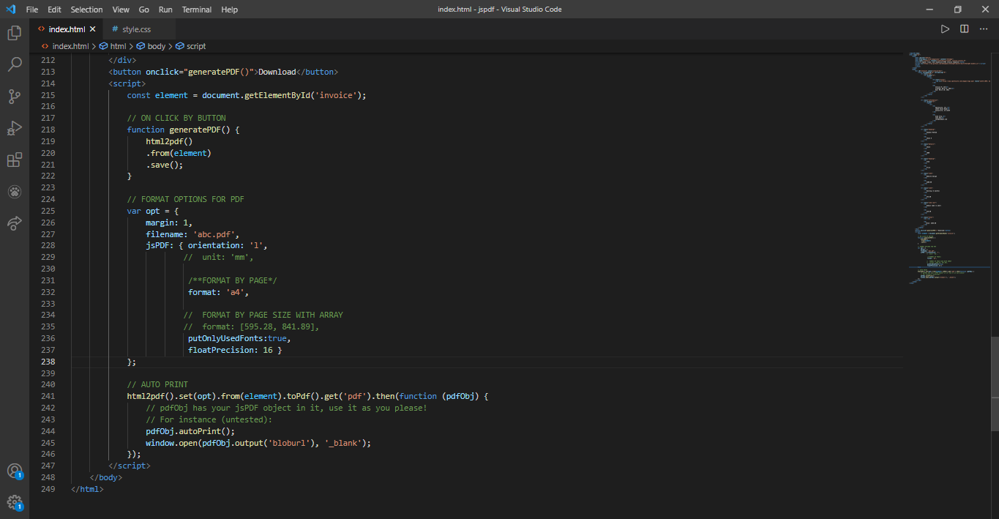 File Edit Selection View Go Run Terminal Help index.html - jspdf - Visual Studio Code
index.html # style.css
index.html > html > body > script
212 </div>
213 <button onclick="generatePDF()">Download</button>
214 <script>
215 const element = document.getElementById('invoice');
216
217 // ON CLICK BY BUTTON
218 function generatePDF() {
219 html2pdf()
220 .from(element)
221 .save();
222 }
223
224 // FORMAT OPTIONS FOR PDF
225 var opt = {
226 margin: 1,
227 filename: 'abc.pdf',
228 jsPDF: { orientation: 'l',
229 // unit: 'mm',
230
231 /**FORMAT BY PAGE*/
232 format: 'a4',
233
234 // FORMAT BY PAGE SIZE WITH ARRAY
235 // format: [595.28, 841.89],
236 putOnlyUsedFonts:true,
237 floatPrecision: 16 }
238 };
239
240 // AUTO PRINT
241 html2pdf().set(opt).from(element).toPdf().get('pdf').then(function (pdfObj) {
242 // pdfObj has your jsPDF object in it, use it as you please!
243 // For instance (untested):
244 pdfObj.autoPrint();
245 window.open(pdfObj.output('bloburl'), '_blank');
246 });
247 </script>
248 </body>
249 </html>
1
1